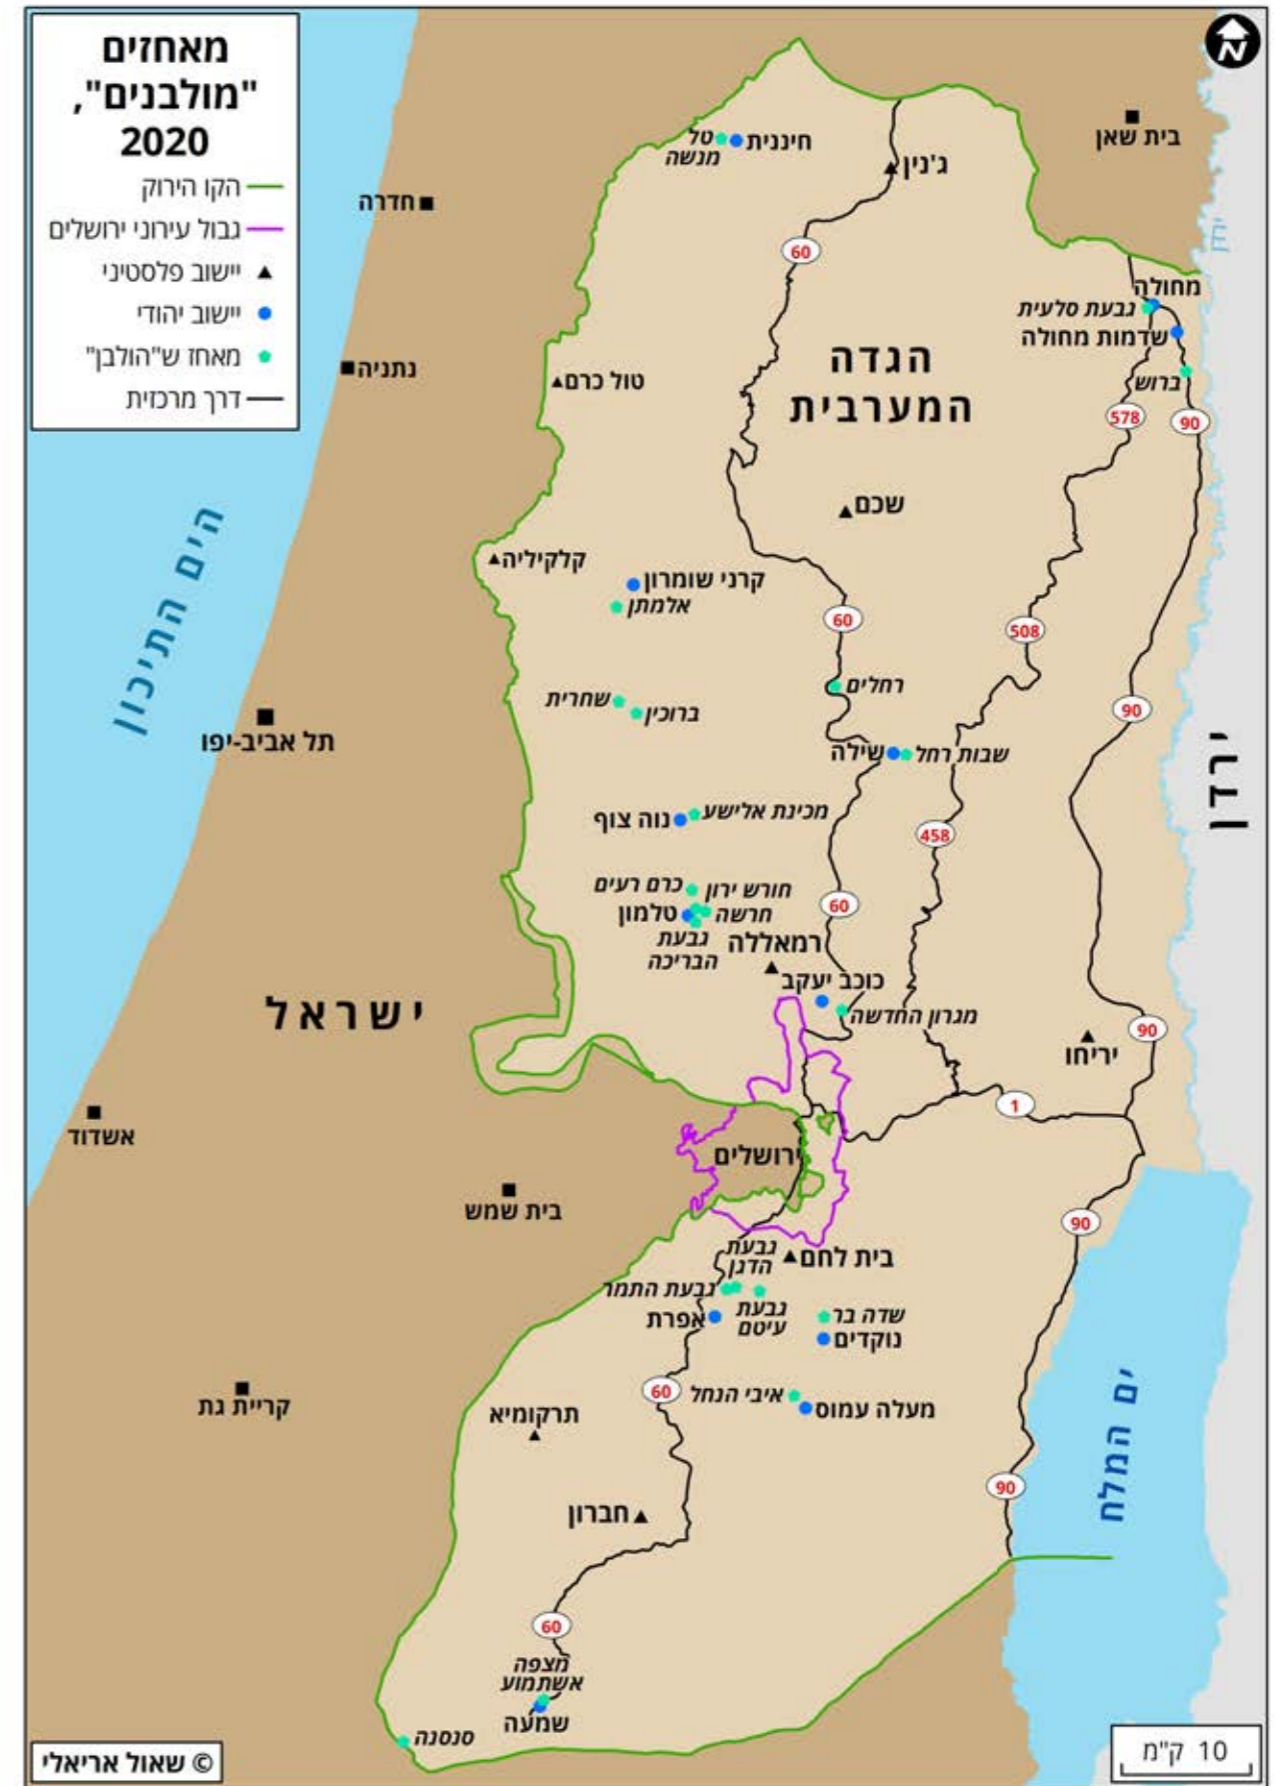 מאחזים
"מולבנים",
2020
הקו הירוק
גבול עירוני ירושלים
יישוב פלסטיני
יישוב יהודי
מאחז ש"הולבן"
דרך מרכזית
N
בית שאן
ירדן
טל
מנשה
חיננית
ג'נין
חדרה
60
מחולה
גבעת סלעית
שדמות מחולה
ברוש
נתניה
טול כרם
הגדה
המערבית
578
90
שכם
הים התיכון
קלקיליה
קרני שומרון
אלמתן
60
508
רחלים
שחרית
ברוכין
90
תל אביב-יפו
שילה
שבות רחל
ירדן
מכינת אלישע
נווה צוף
458
כרם רעים
חורש ירון
60
טלמון
חרשה
גבעת
הבריכה
רמאללה
כוכב יעקב
ישראל
מגרון החדשה
יריחו
90
1
אשדוד
ירושלים
בית שמש
90
גבעת
הדגן
בית לחם
גבעת התמר
גבעת
עיטם
אפרת
שדה בר
נוקדים
60
איבי הנחל
מעלה עמוס
קריית גת
תרקומיא
ים המלח
90
חברון
60
מצפה
אשתמוע
שמעה
סנסנה
© שאול אריאלי
10 ק"מ